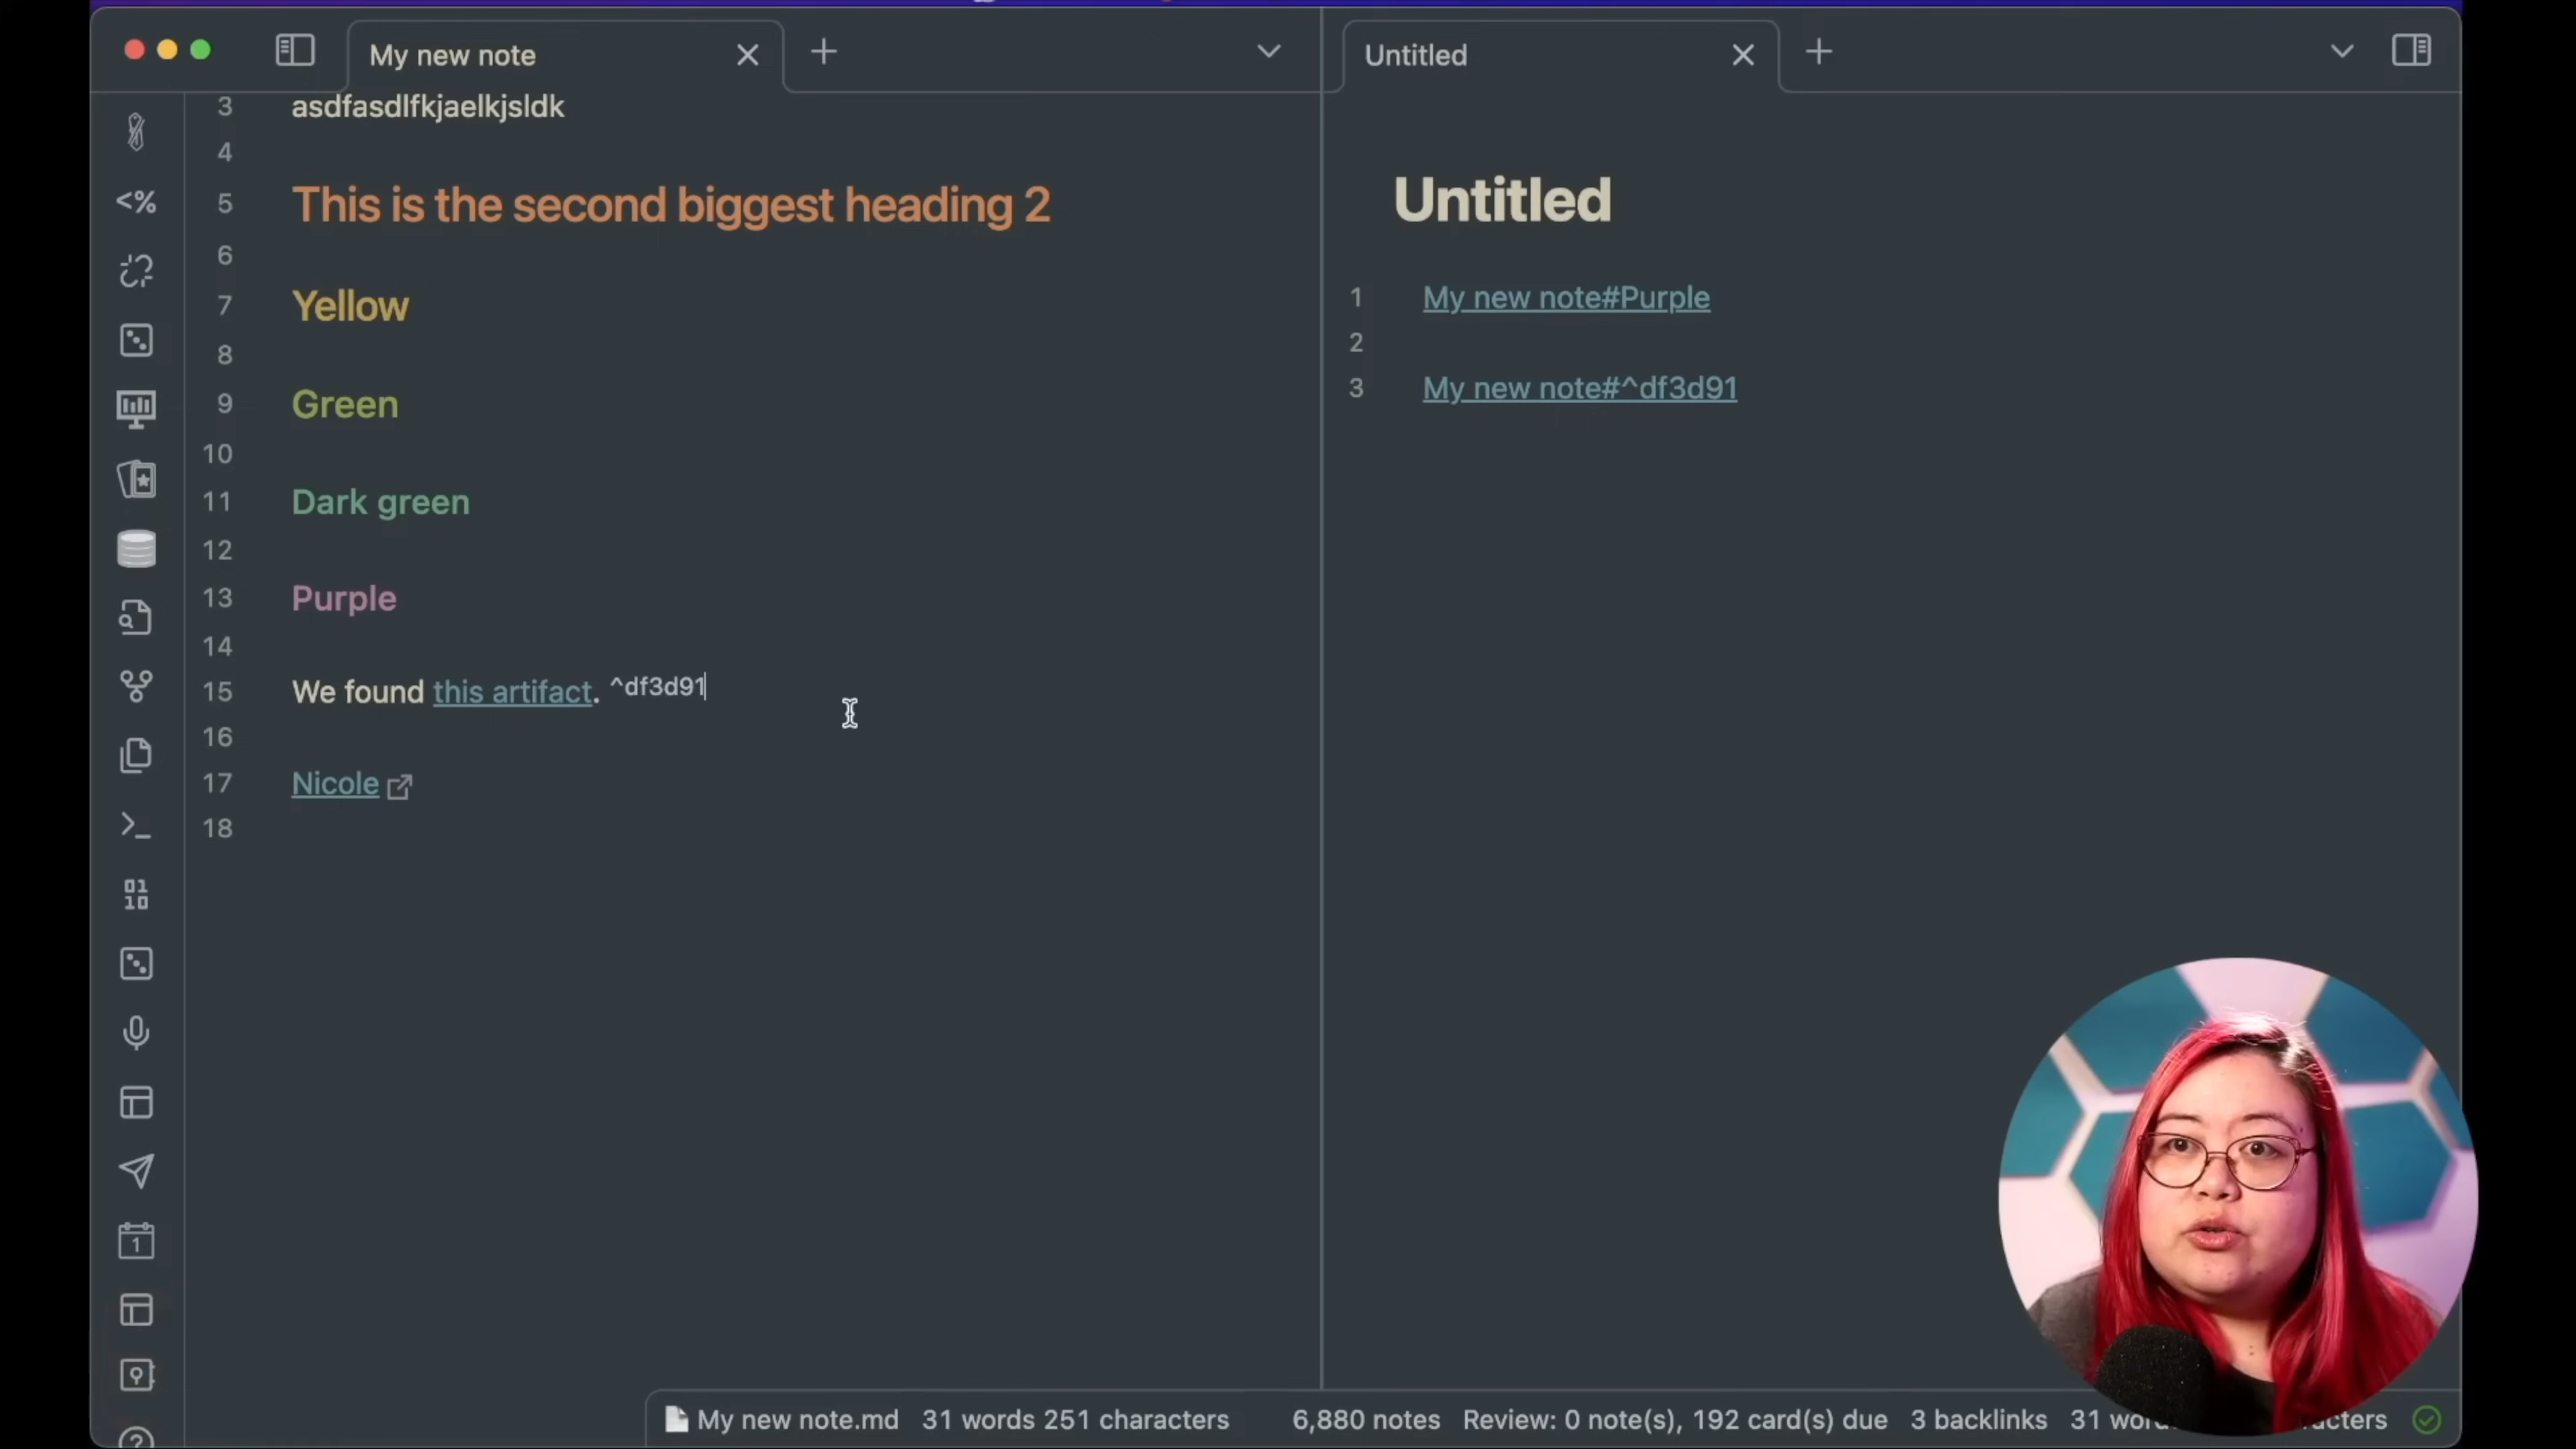 My new note
Untitled
3 asdfasdlfkjaelkjsldk
4
5 This is the second biggest heading 2
6
7 Yellow
8
9 Green
10
11 Dark green
12
13 Purple
14
15 We found this artifact. ^df3d91
16
17 Nicole
18
Untitled
1 My new note#Purple
2
3 My new note#^df3d91
<%
>_
01
10
1
My new note.md 31 words 251 characters 6,880 notes Review: 0 note(s), 192 card(s) due 3 backlinks 31